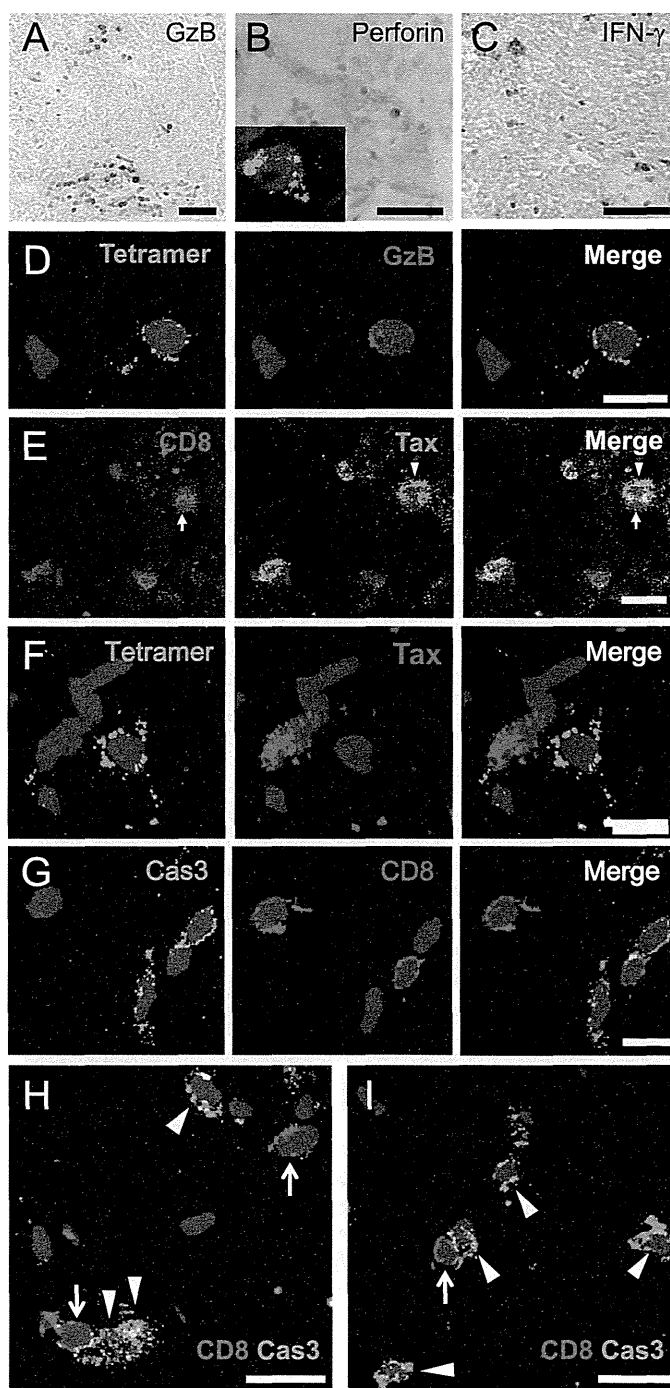 A GzB
B Perforin
C IFN-γ
D Tetramer GzB Merge
E CD8 Tax Merge
F Tetramer Tax Merge
G Cas3 CD8 Merge
H CD8 Cas3
I CD8 Cas3